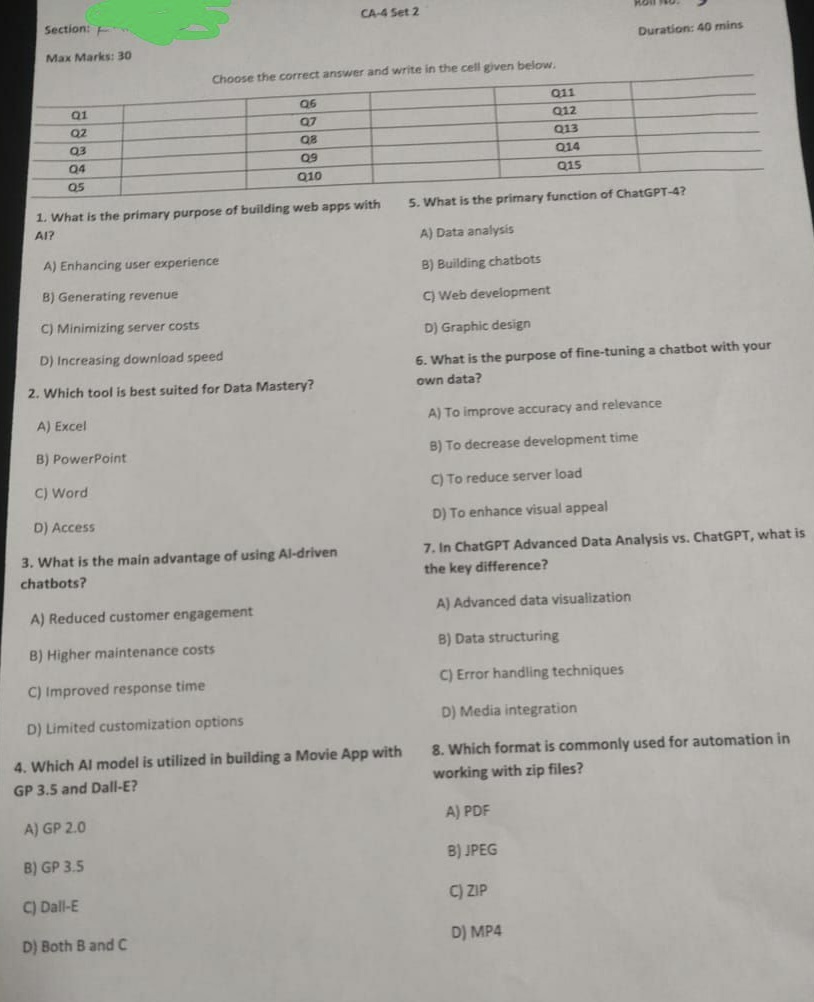 CA-4 Set 2
Section:
Duration: 40 mins
Max Marks: 30
Choose the correct answer and write in the cell given below.
Q1 Q6 Q11
Q2 Q7 Q12
Q3 Q8 Q13
Q4 Q9 Q14
Q5 Q10 Q15
1. What is the primary purpose of building web apps with
AI?
A) Enhancing user experience
B) Generating revenue
C) Minimizing server costs
D) Increasing download speed
2. Which tool is best suited for Data Mastery?
A) Excel
B) PowerPoint
C) Word
D) Access
3. What is the main advantage of using AI-driven
chatbots?
A) Reduced customer engagement
B) Higher maintenance costs
C) Improved response time
D) Limited customization options
4. Which AI model is utilized in building a Movie App with
GP 3.5 and Dall-E?
A) GP 2.0
B) GP 3.5
C) Dall-E
D) Both B and C
5. What is the primary function of ChatGPT-4?
A) Data analysis
B) Building chatbots
C) Web development
D) Graphic design
6. What is the purpose of fine-tuning a chatbot with your
own data?
A) To improve accuracy and relevance
B) To decrease development time
C) To reduce server load
D) To enhance visual appeal
7. In ChatGPT Advanced Data Analysis vs. ChatGPT, what is
the key difference?
A) Advanced data visualization
B) Data structuring
C) Error handling techniques
D) Media integration
8. Which format is commonly used for automation in
working with zip files?
A) PDF
B) JPEG
C) ZIP
D) MP4